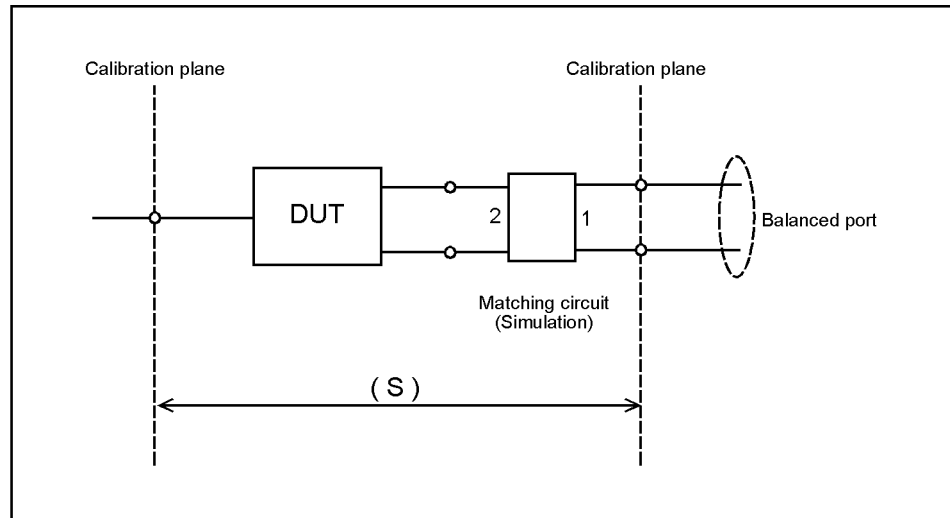 Calibration plane
Calibration plane
DUT
2
1
Balanced port
Matching circuit
(Simulation)
( S )